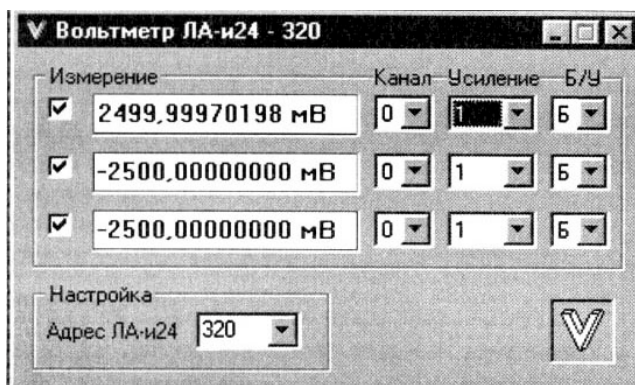 V Вольтметр ЛА-и24 - 320
Измерение Канал Усиление Б/У
2499,99970198 мВ 0 1 Б
-2500,00000000 мВ 0 1 Б
-2500,00000000 мВ 0 1 Б
Настройка
Адрес ЛА-и24 320
V